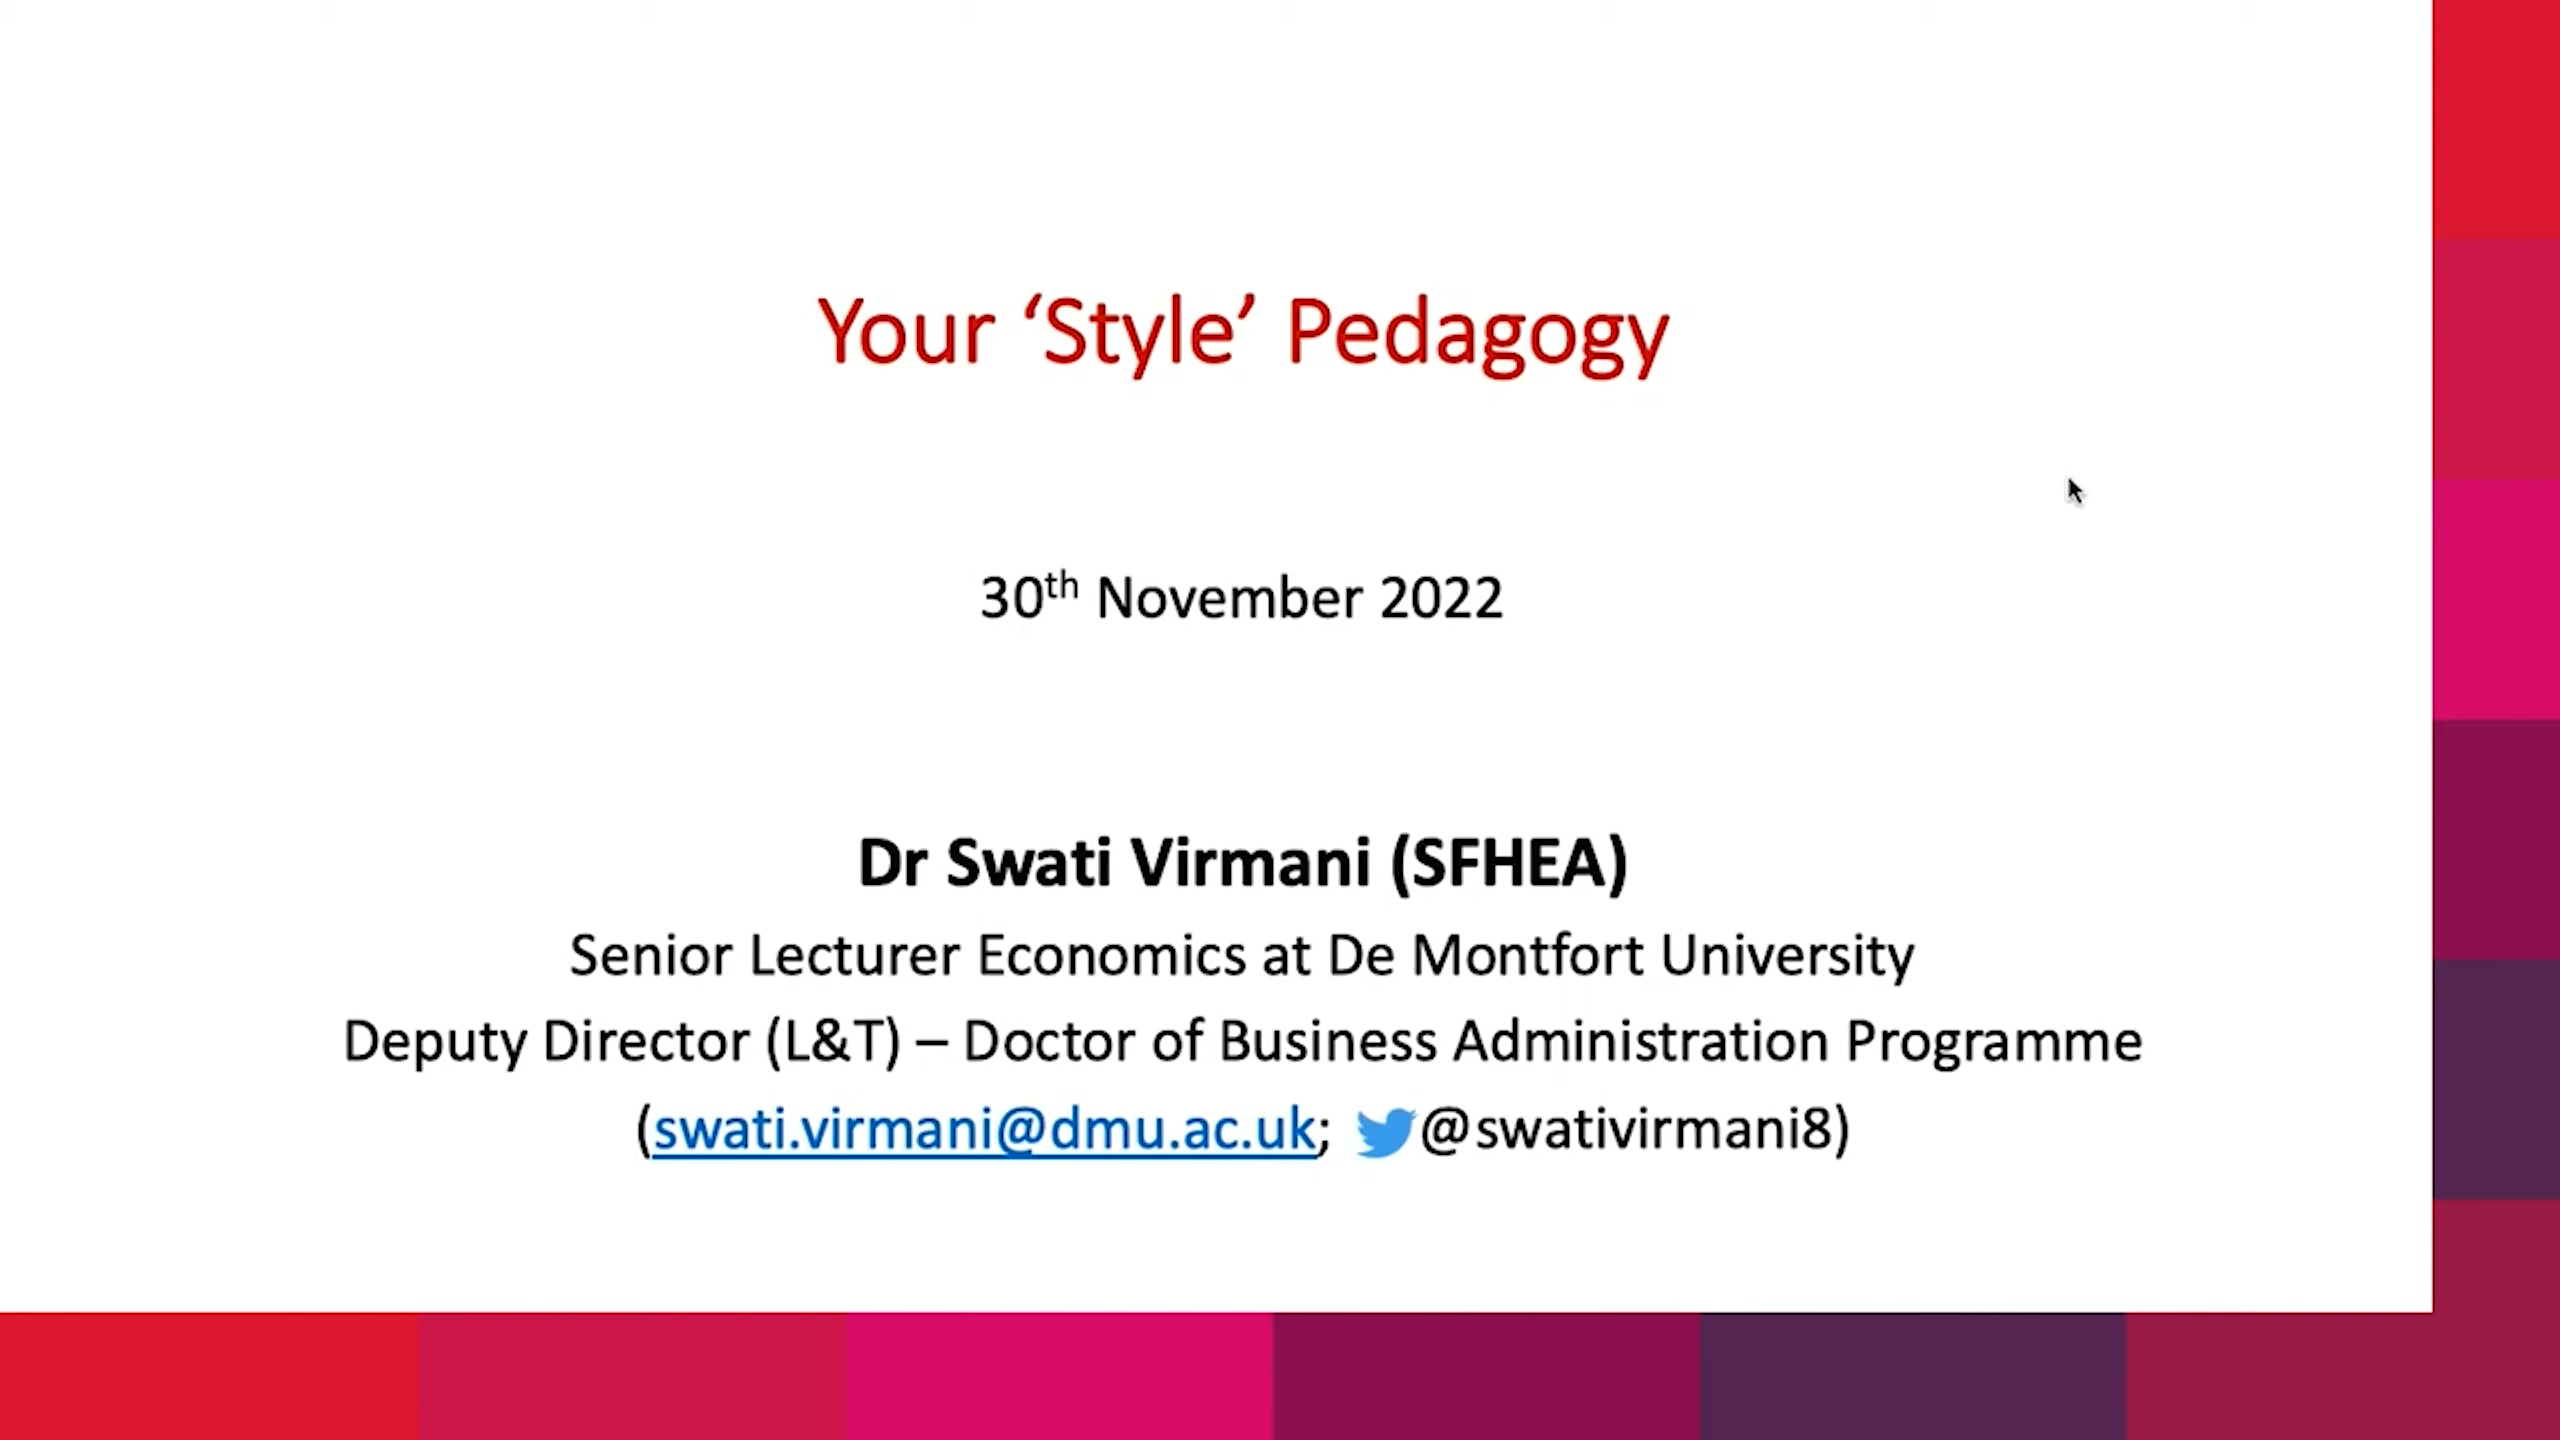 Your ‘Style’ Pedagogy
30th November 2022
Dr Swati Virmani (SFHEA)
Senior Lecturer Economics at De Montfort University
Deputy Director (L&T) – Doctor of Business Administration Programme
(swati.virmani@dmu.ac.uk; @swativirmani8)